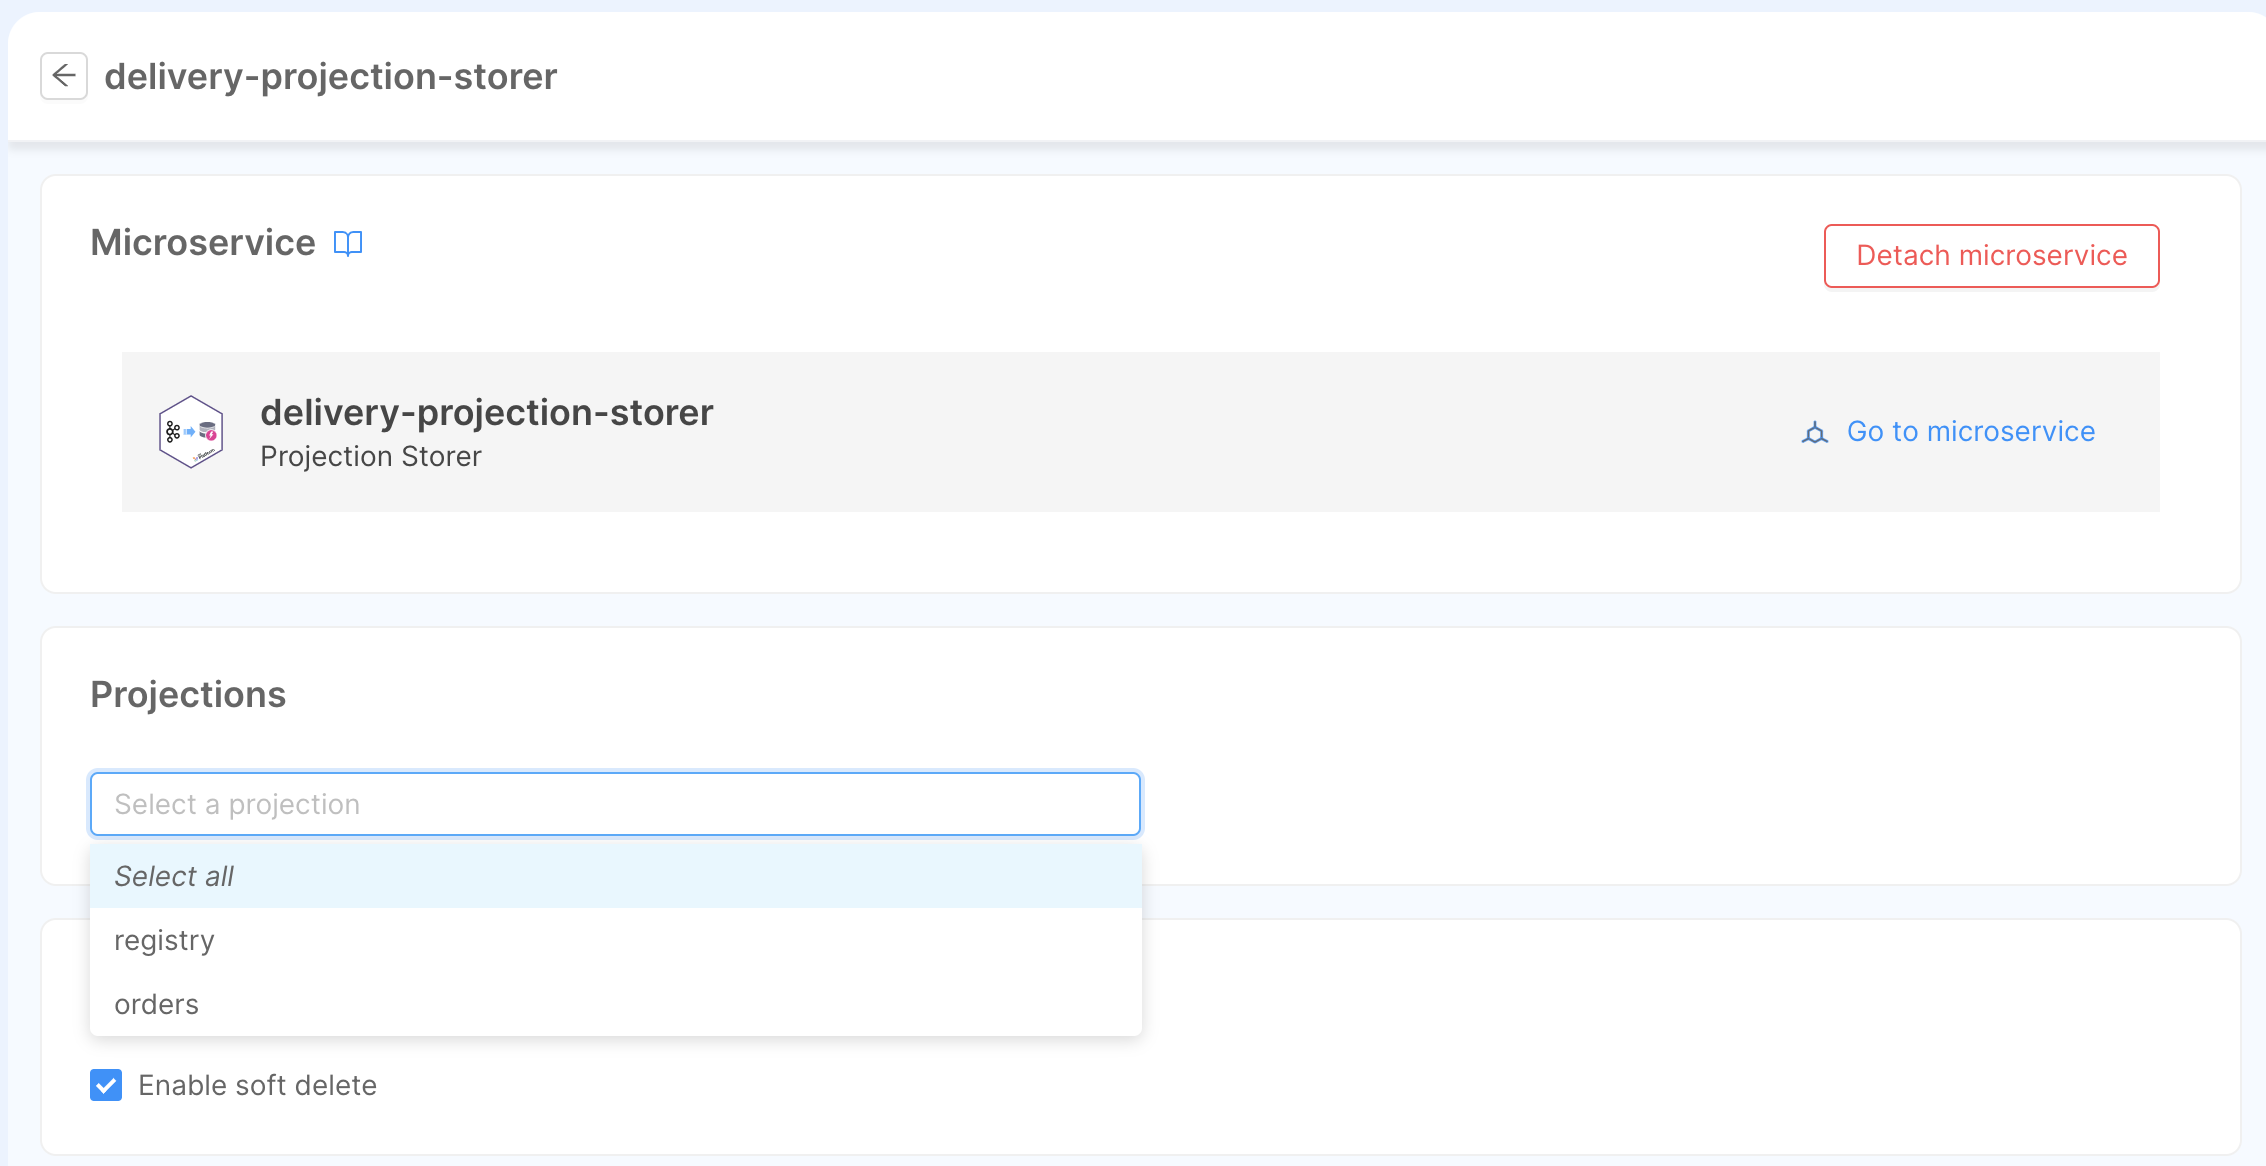 delivery-projection-storer
Microservice
Detach microservice
delivery-projection-storer
Projection Storer
Go to microservice
Projections
Select a projection
Select all
registry
orders
Enable soft delete